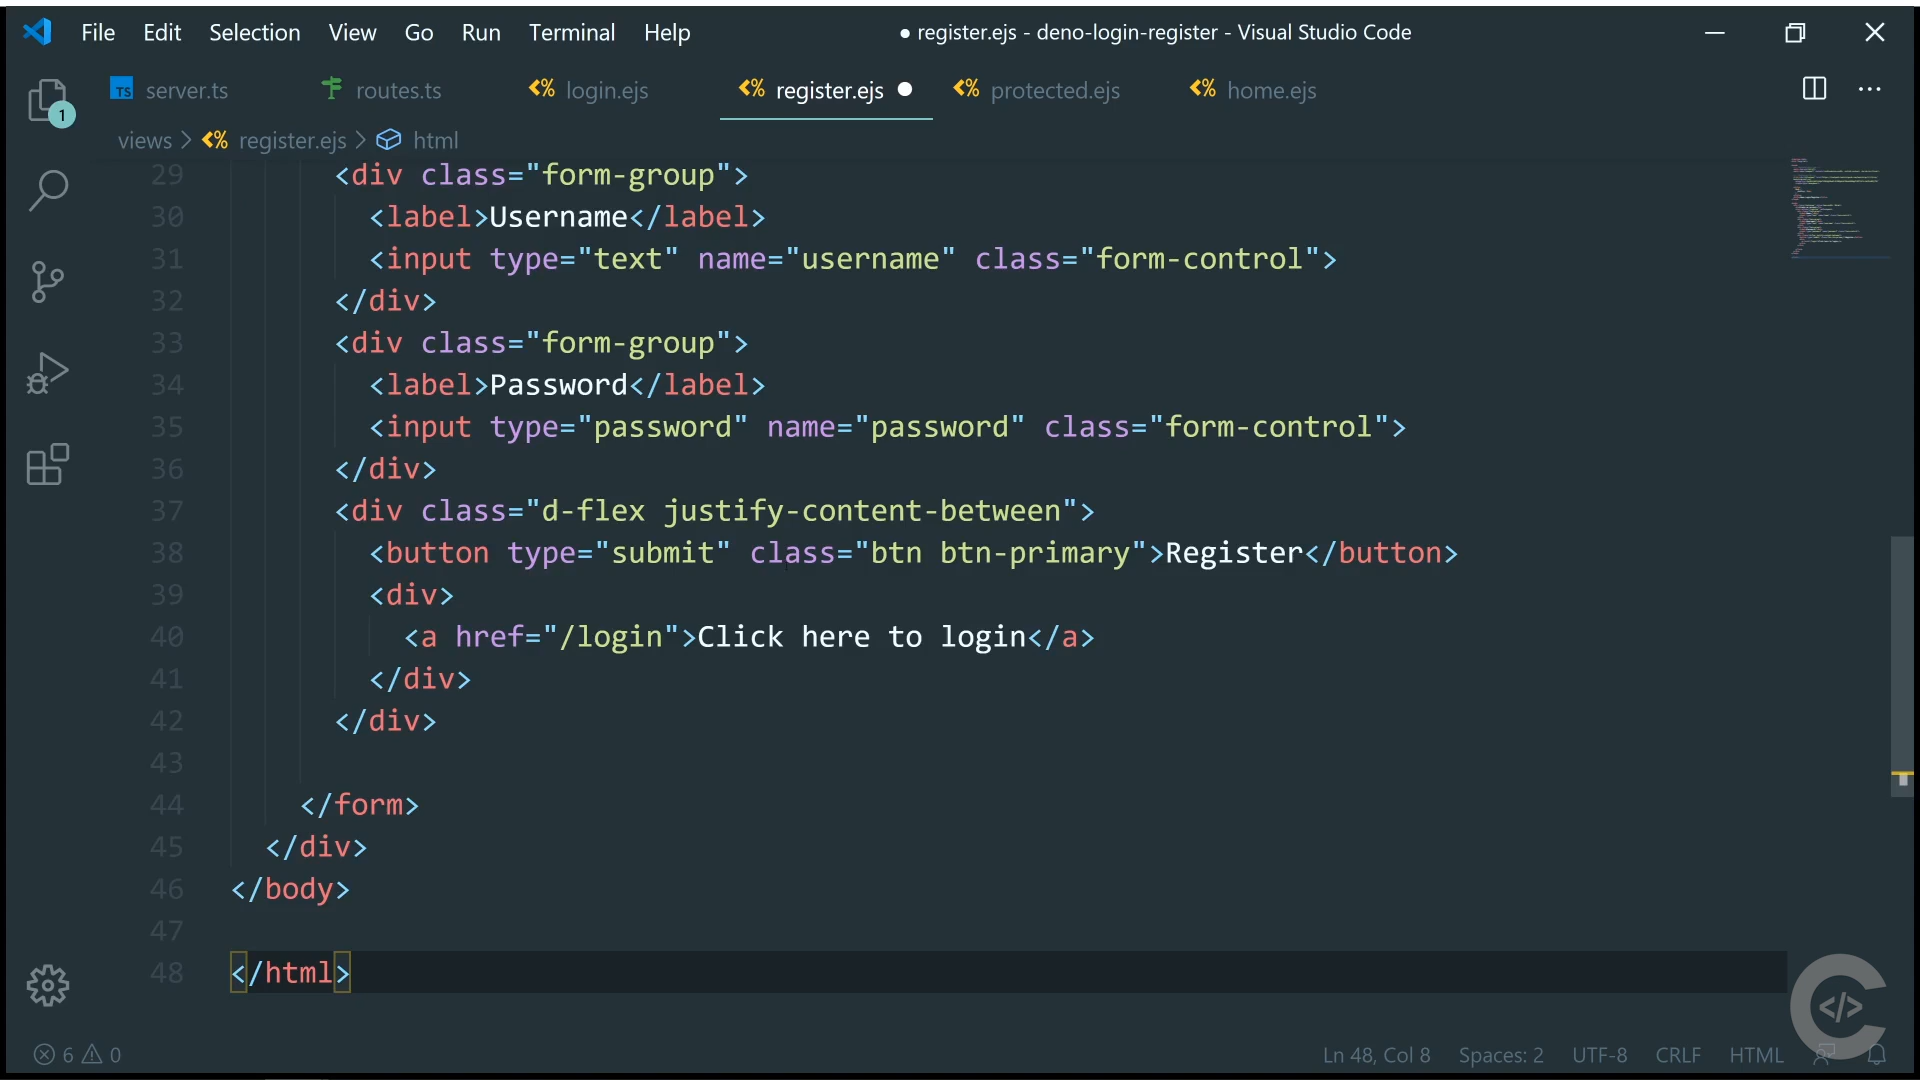 File Edit Selection View Go Run Terminal Help ● register.ejs - deno-login-register - Visual Studio Code
TS server.ts routes.ts <% login.ejs <% register.ejs ● <% protected.ejs <% home.ejs ···
1
views > <% register.ejs > html
29 <div class="form-group">
30 <label>Username</label>
31 <input type="text" name="username" class="form-control">
32 </div>
33 <div class="form-group">
34 <label>Password</label>
35 <input type="password" name="password" class="form-control">
36 </div>
37 <div class="d-flex justify-content-between">
38 <button type="submit" class="btn btn-primary">Register</button>
39 <div>
40 <a href="/login">Click here to login</a>
41 </div>
42 </div>
43
44 </form>
45 </div>
46 </body>
47
48 </html>
</>
6 0 Ln 48, Col 8 Spaces: 2 UTF-8 CRLF HTML